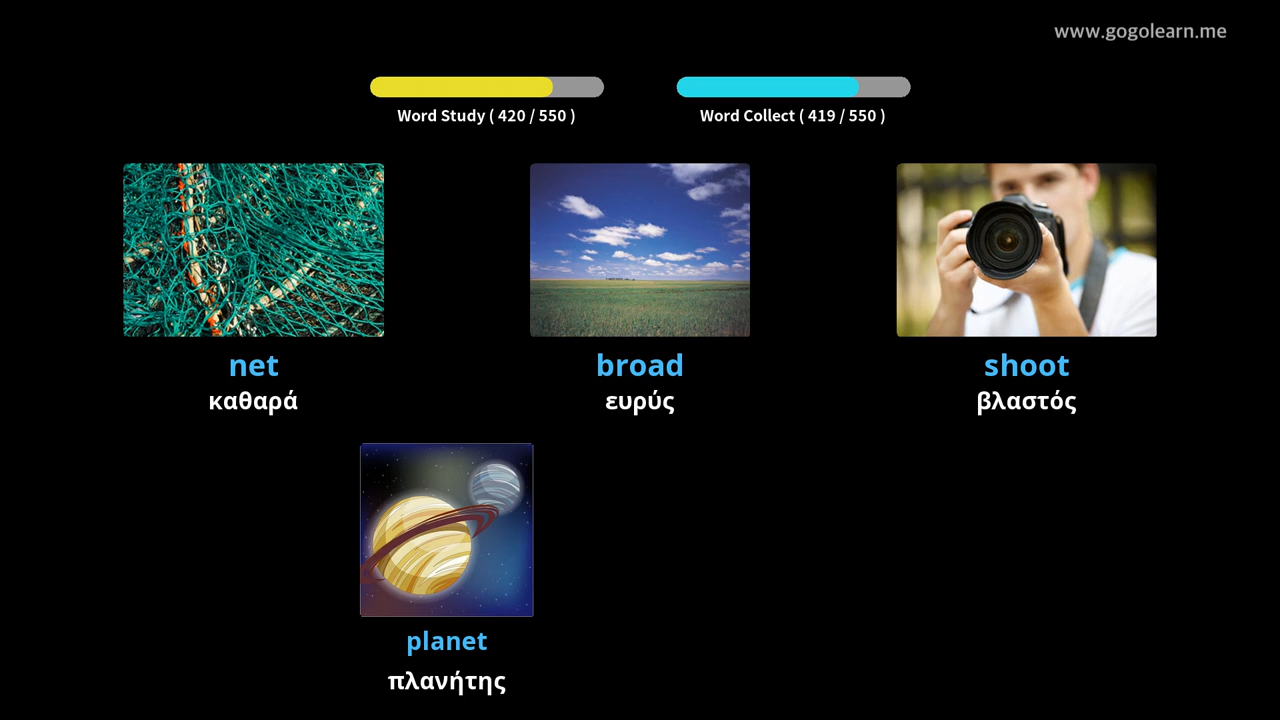 www.gogolearn.me
Word Study ( 420 / 550 )
Word Collect ( 419 / 550 )
net
καθαρά
broad
ευρύς
shoot
βλαστός
planet
πλανήτης